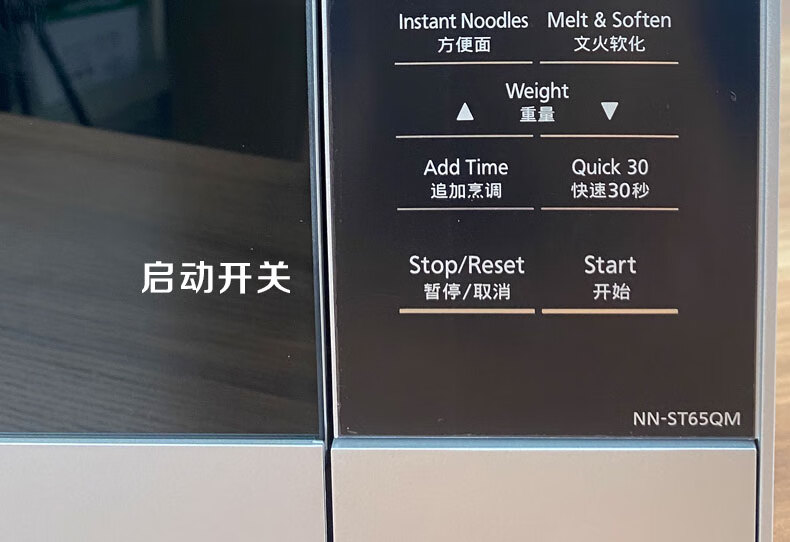 Instant Noodles
方便面
Melt & Soften
文火软化
Weight
重量
Add Time
追加烹调
Quick 30
快速30秒
启动开关
Stop/Reset
暂停/取消
Start
开始
NN-ST65QM